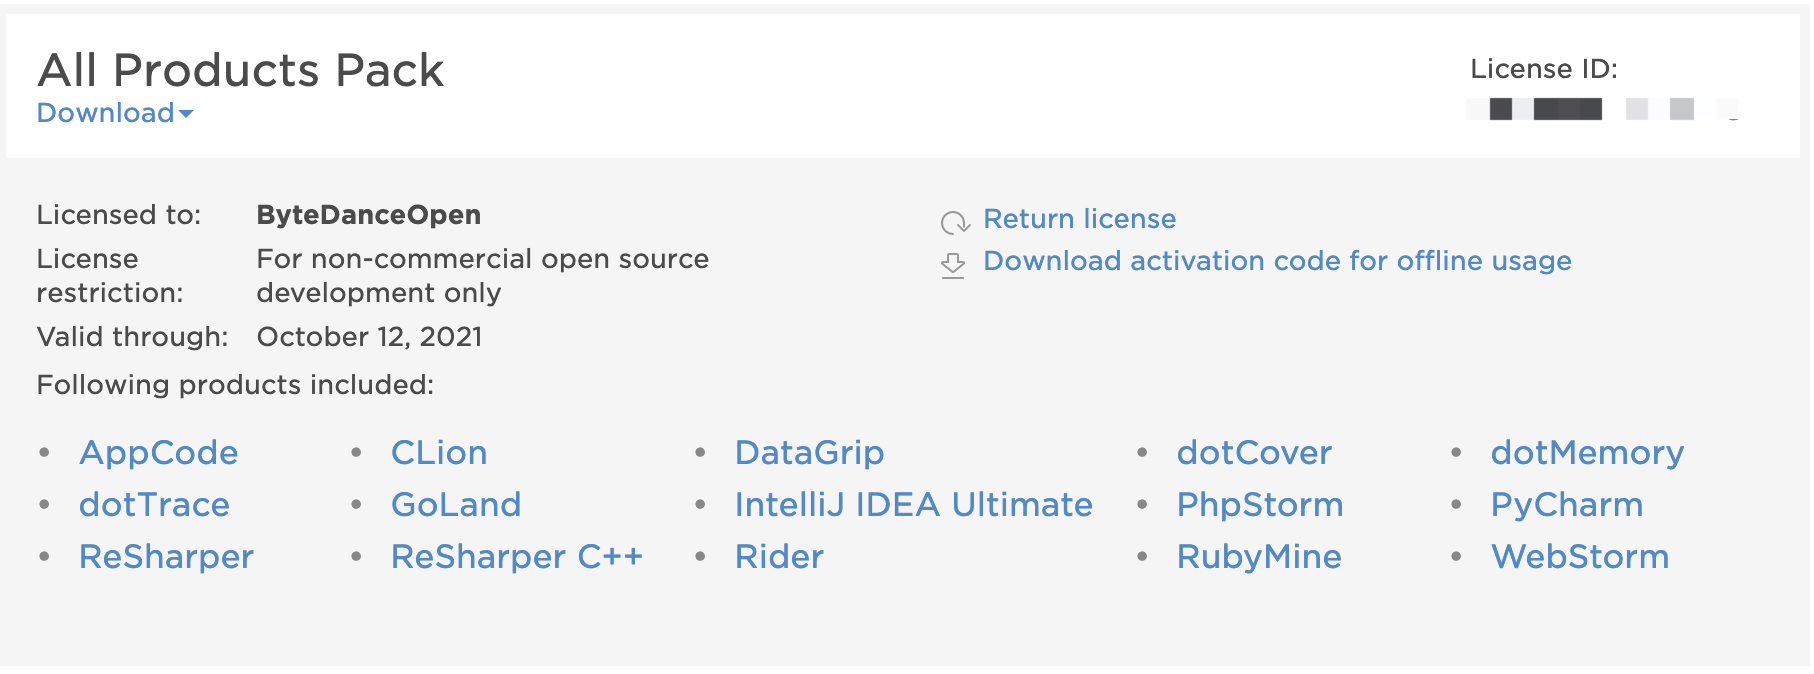 All Products Pack
Download
License ID:
Licensed to: ByteDanceOpen
Return license
License restriction: For non-commercial open source development only
Download activation code for offline usage
Valid through: October 12, 2021
Following products included:
• AppCode • CLion • DataGrip • dotCover • dotMemory
• dotTrace • GoLand • IntelliJ IDEA Ultimate • PhpStorm • PyCharm
• ReSharper • ReSharper C++ • Rider • RubyMine • WebStorm